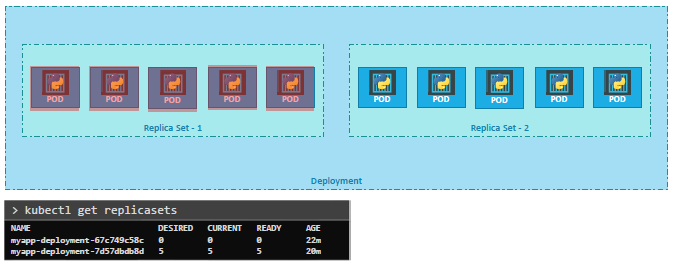 POD POD POD POD POD
Replica Set - 1
POD POD POD POD POD
Replica Set - 2
Deployment
> kubectl get replicasets
NAME DESIRED CURRENT READY AGE
myapp-deployment-67c749c58c 0 0 0 22m
myapp-deployment-7d57dbdb8d 5 5 5 20m